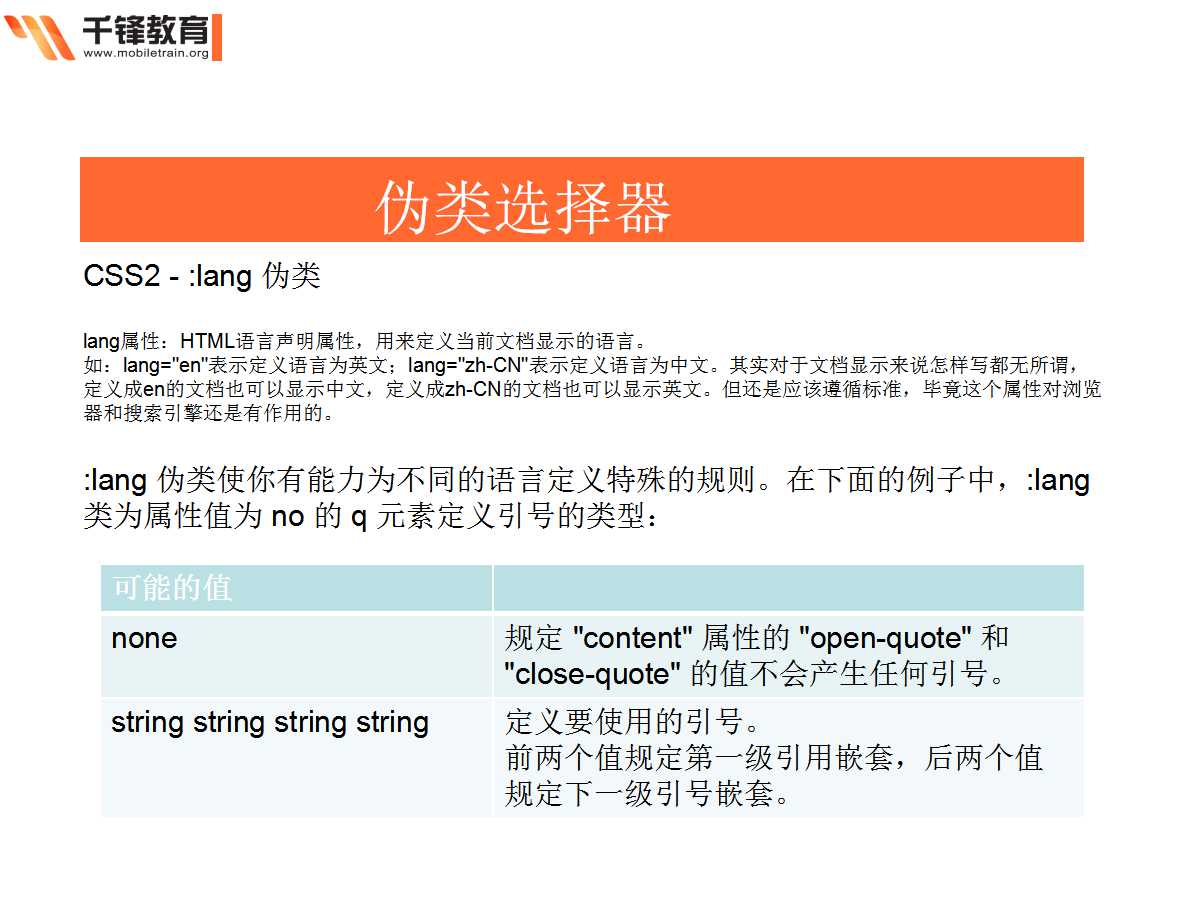 千锋教育
www.mobiletrain.org
伪类选择器
CSS2 - :lang 伪类
lang属性：HTML语言声明属性，用来定义当前文档显示的语言。
如：lang="en"表示定义语言为英文；lang="zh-CN"表示定义语言为中文。其实对于文档显示来说怎样写都无所谓，
定义成en的文档也可以显示中文，定义成zh-CN的文档也可以显示英文。但还是应该遵循标准，毕竟这个属性对浏览
器和搜索引擎还是有作用的。
:lang 伪类使你有能力为不同的语言定义特殊的规则。在下面的例子中，:lang
类为属性值为 no 的 q 元素定义引号的类型：
可能的值
none
规定 "content" 属性的 "open-quote" 和
"close-quote" 的值不会产生任何引号。
string string string string
定义要使用的引号。
前两个值规定第一级引用嵌套，后两个值
规定下一级引号嵌套。